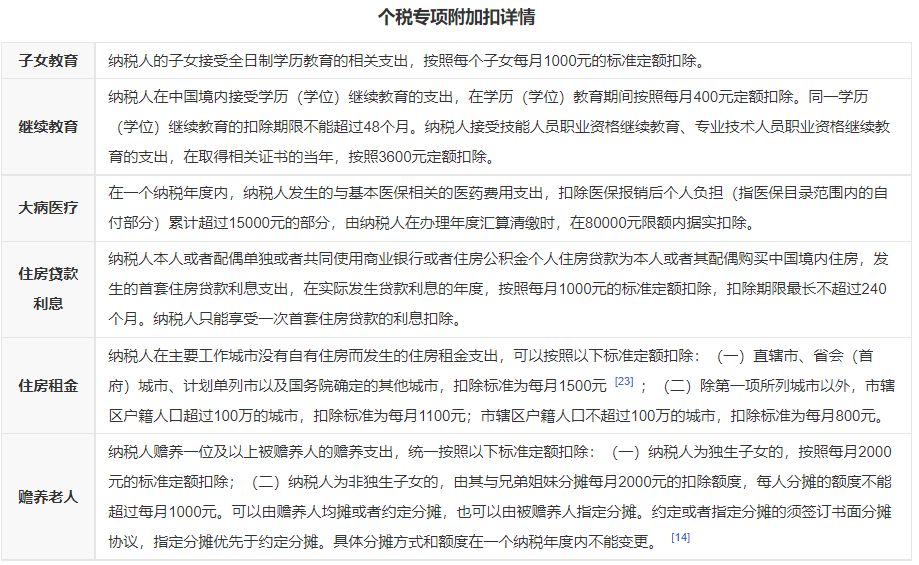 个税专项附加扣详情
子女教育
纳税人的子女接受全日制学历教育的相关支出，按照每个子女每月1000元的标准定额扣除。
继续教育
纳税人在中国境内接受学历（学位）继续教育的支出，在学历（学位）教育期间按照每月400元定额扣除。同一学历
（学位）继续教育的扣除期限不能超过48个月。纳税人接受技能人员职业资格继续教育、专业技术人员职业资格继续教
育的支出，在取得相关证书的当年，按照3600元定额扣除。
大病医疗
在一个纳税年度内，纳税人发生的与基本医保相关的医药费用支出，扣除医保报销后个人负担（指医保目录范围内的自
付部分）累计超过15000元的部分，由纳税人在办理年度汇算清缴时，在80000元限额内据实扣除。
住房贷款
利息
纳税人本人或者配偶单独或者共同使用商业银行或者住房公积金个人住房贷款为本人或者其配偶购买中国境内住房，发
生的首套住房贷款利息支出，在实际发生贷款利息的年度，按照每月1000元的标准定额扣除，扣除期限最长不超过240
个月。纳税人只能享受一次首套住房贷款的利息扣除。
住房租金
纳税人在主要工作城市没有自有住房而发生的住房租金支出，可以按照以下标准定额扣除：（一）直辖市、省会（首
府）城市、计划单列市以及国务院确定的其他城市，扣除标准为每月1500元 [23] ；（二）除第一项所列城市以外，市辖
区户籍人口超过100万的城市，扣除标准为每月1100元；市辖区户籍人口不超过100万的城市，扣除标准为每月800元。
赡养老人
纳税人赡养一位及以上被赡养人的赡养支出，统一按照以下标准定额扣除：（一）纳税人为独生子女的，按照每月2000
元的标准定额扣除；（二）纳税人为非独生子女的，由其与兄弟姐妹分摊每月2000元的扣除额度，每人分摊的额度不能
超过每月1000元。可以由赡养人均摊或者约定分摊，也可以由被赡养人指定分摊。约定或者指定分摊的须签订书面分摊
协议，指定分摊优先于约定分摊。具体分摊方式和额度在一个纳税年度内不能变更。 [14]